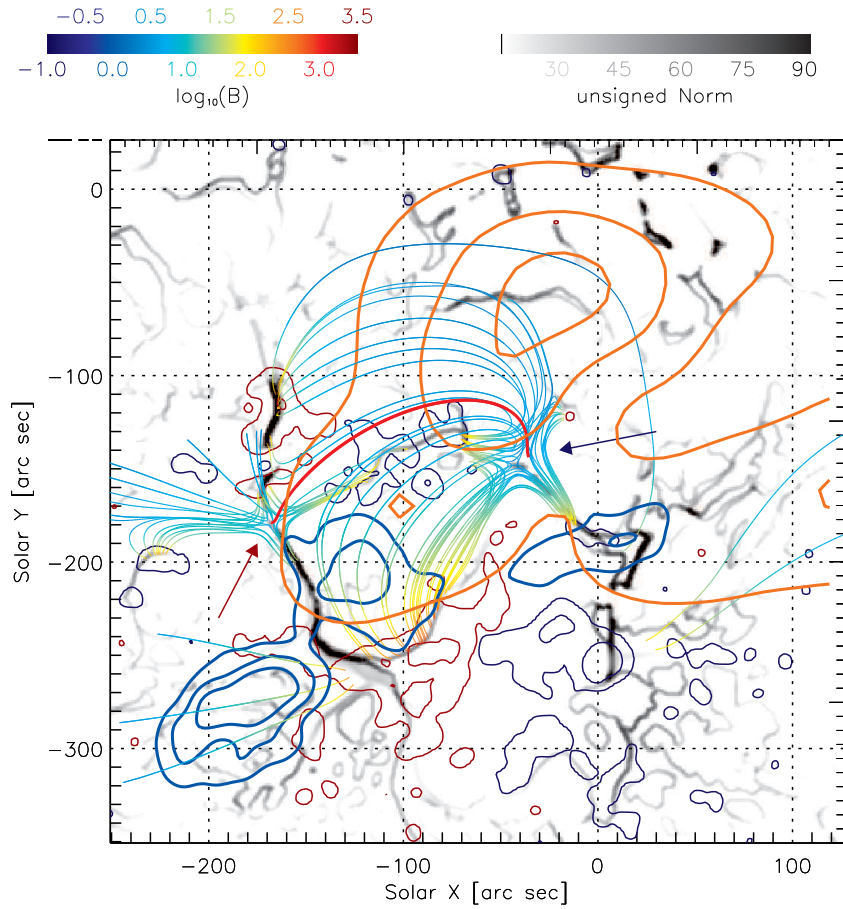 −0.5 0.5 1.5 2.5 3.5
−1.0 0.0 1.0 2.0 3.0
log₁₀(B)
30 45 60 75 90
unsigned Norm
0
−100
−200
−300
Solar Y [arc sec]
−200 −100 0 100
Solar X [arc sec]